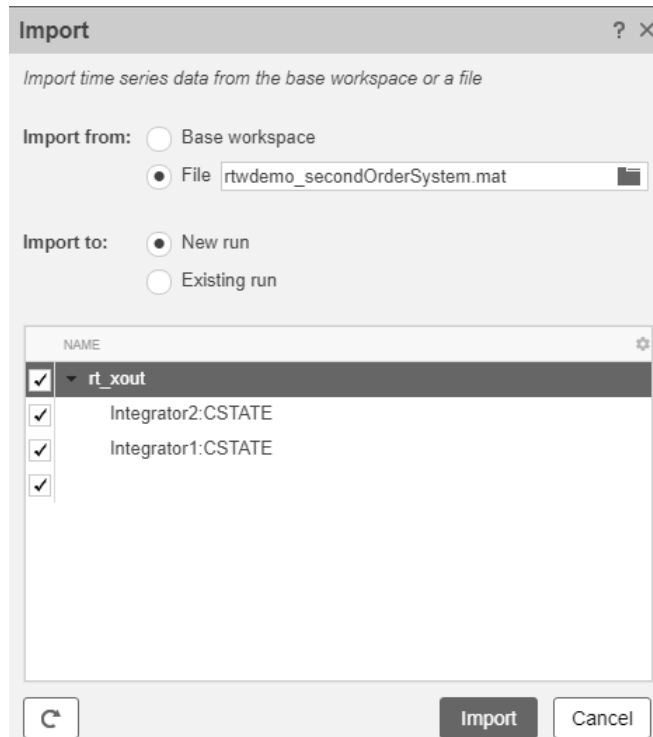 Import ?
Import time series data from the base workspace or a file
Import from: Base workspace
File rtwdemo_secondOrderSystem.mat
Import to: New run
Existing run
NAME
rt_xout
Integrator2:CSTATE
Integrator1:CSTATE
Import Cancel